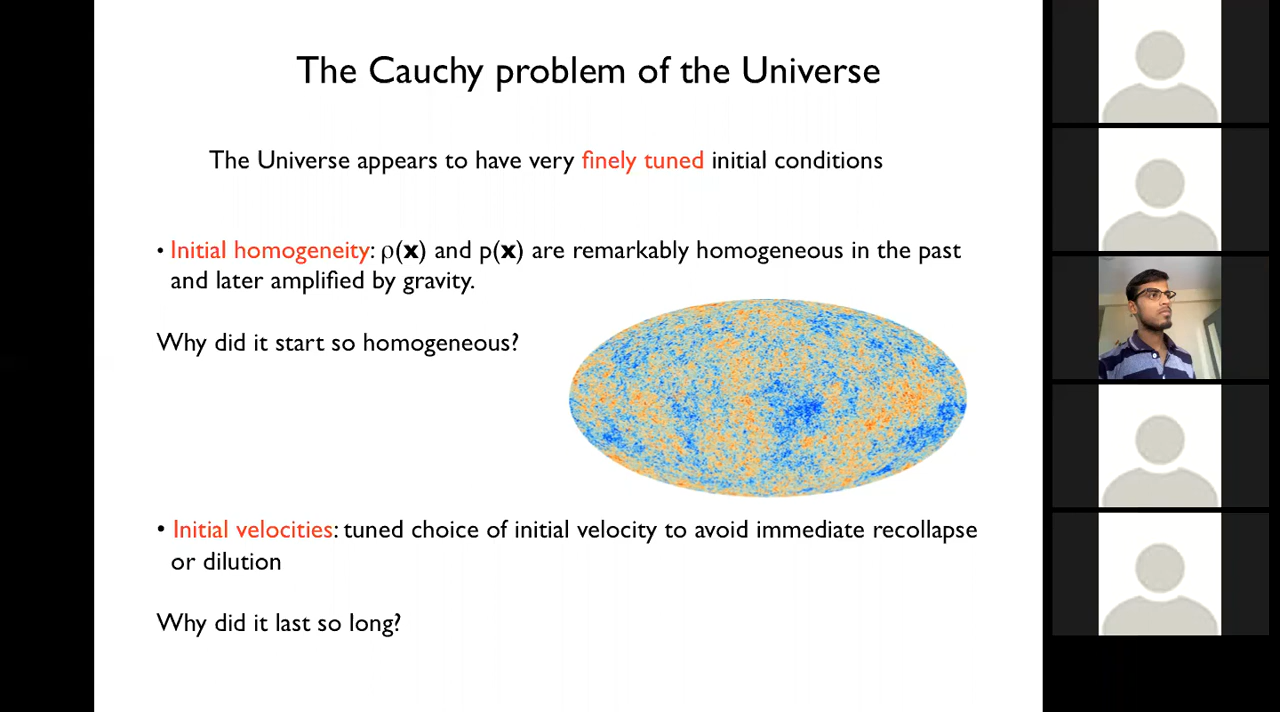 The Cauchy problem of the Universe
The Universe appears to have very finely tuned initial conditions
• Initial homogeneity: ρ(x) and p(x) are remarkably homogeneous in the past
and later amplified by gravity.
Why did it start so homogeneous?
• Initial velocities: tuned choice of initial velocity to avoid immediate recollapse
or dilution
Why did it last so long?